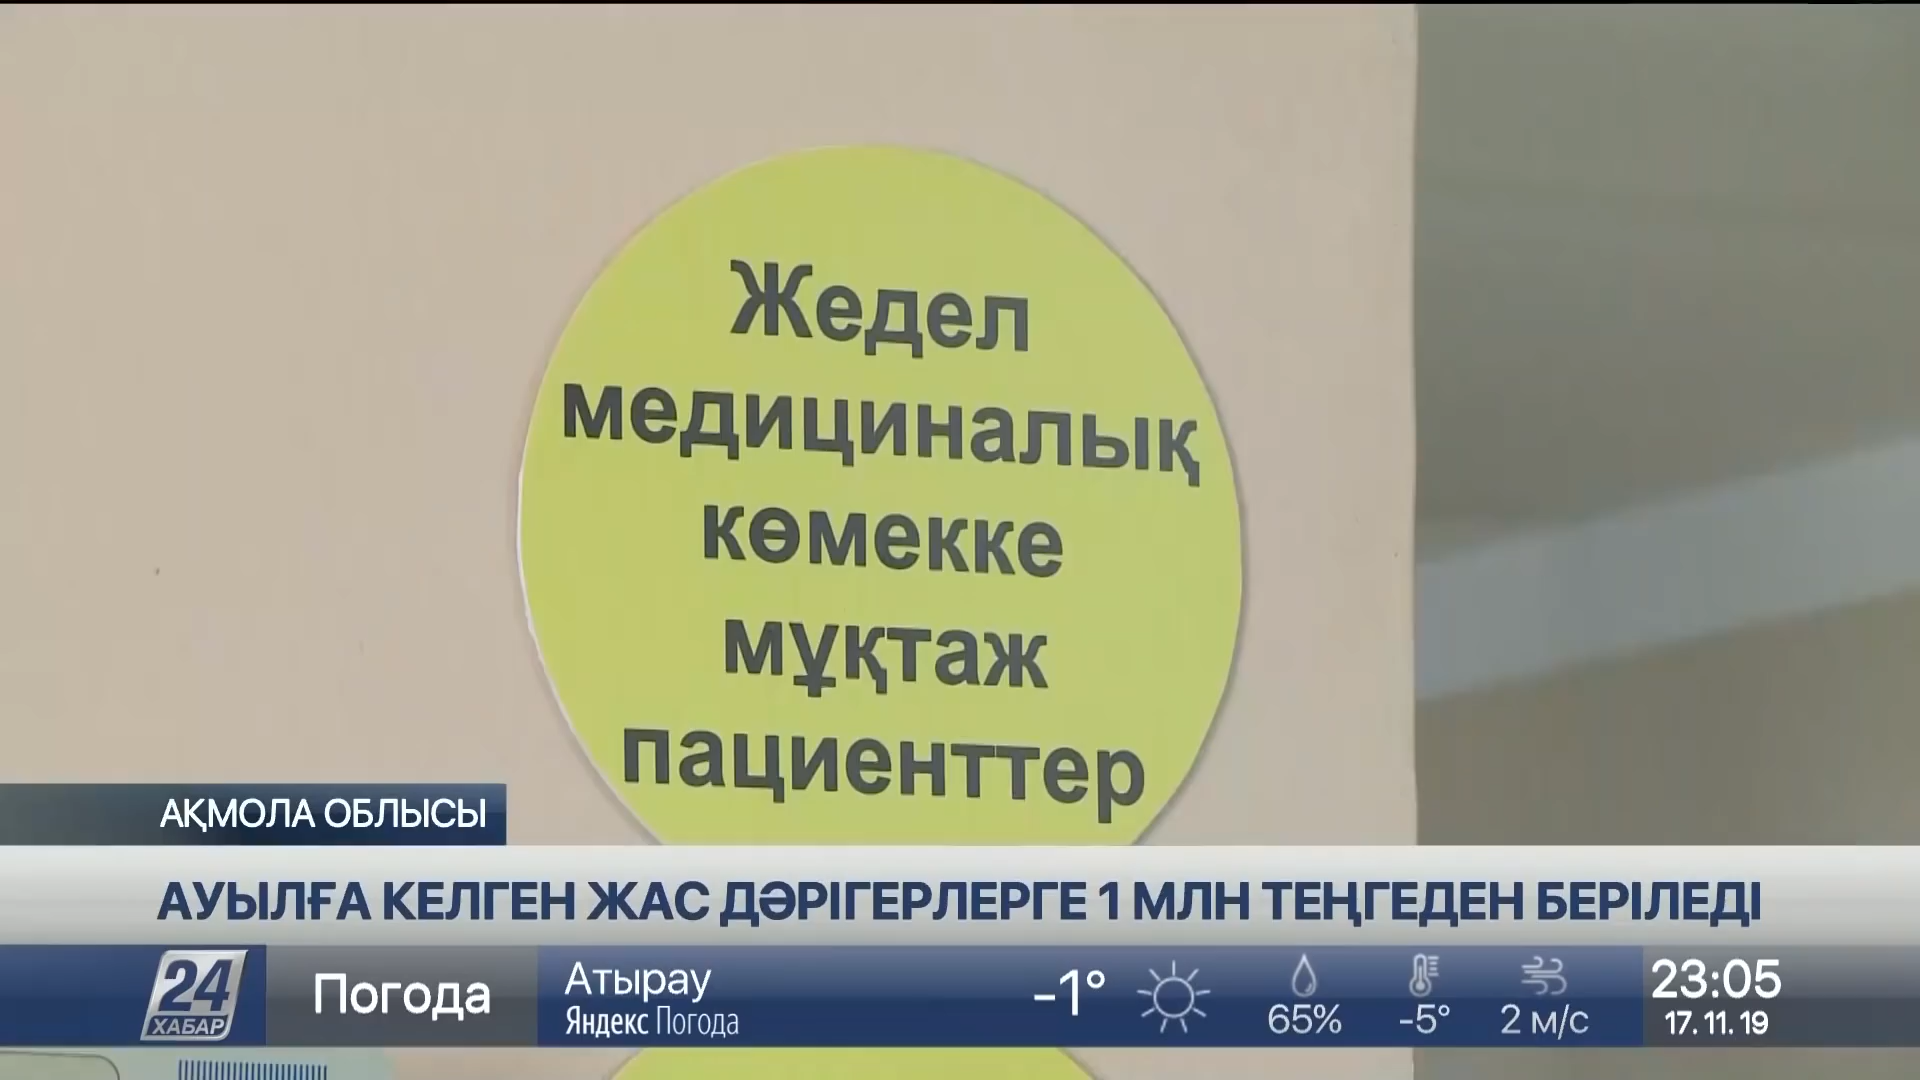 Жедел
медициналық
көмекке
мұқтаж
пациенттер
АҚМОЛА ОБЛЫСЫ
АУЫЛҒА КЕЛГЕН ЖАС ДӘРІГЕРЛЕРГЕ 1 МЛН ТЕҢГЕДЕН БЕРІЛЕДІ
24
ХАБАР
Погода
Атырау
Яндекс Погода
-1°
65%
-5°
2 м/с
23:05
17.11.19